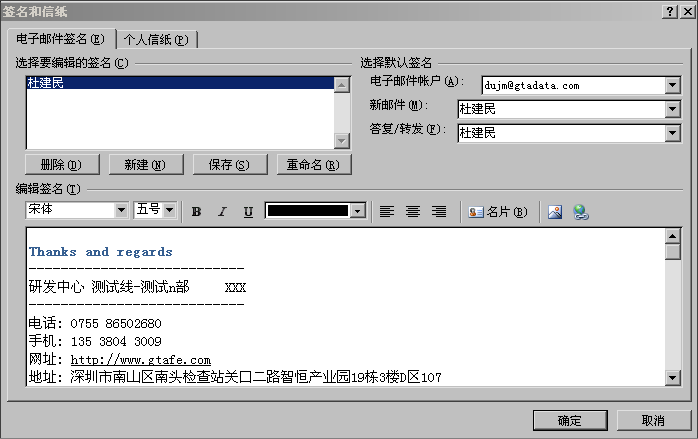 签名和信纸
电子邮件签名(E) 个人信纸(P)
选择要编辑的签名(C)
杜建民
删除(D) 新建(N) 保存(S) 重命名(R)
选择默认签名
电子邮件帐户(A): dujm@gtadata.com
新邮件(M): 杜建民
答复/转发(F): 杜建民
编辑签名(T)
宋体 五号 B I U 名片(B)
Thanks and regards
---------------------------
研发中心 测试线-测试n部 XXX
---------------------------
电话: 0755 86502680
手机: 135 3804 3009
网址: http://www.gtafe.com
地址: 深圳市南山区南头检查站关口二路智恒产业园19栋3楼D区107
确定 取消